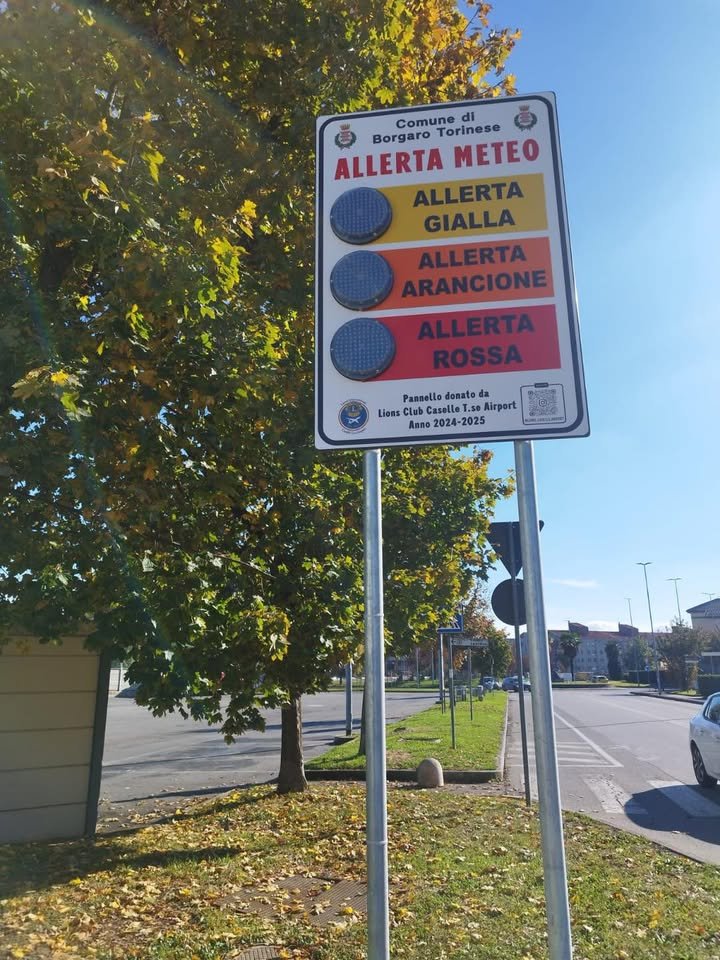 Comune di
Borgaro Torinese
ALLERTA METEO
ALLERTA
GIALLA
ALLERTA
ARANCIONE
ALLERTA
ROSSA
Pannello donato da
Lions Club Caselle T.se Airport
Anno 2024-2025